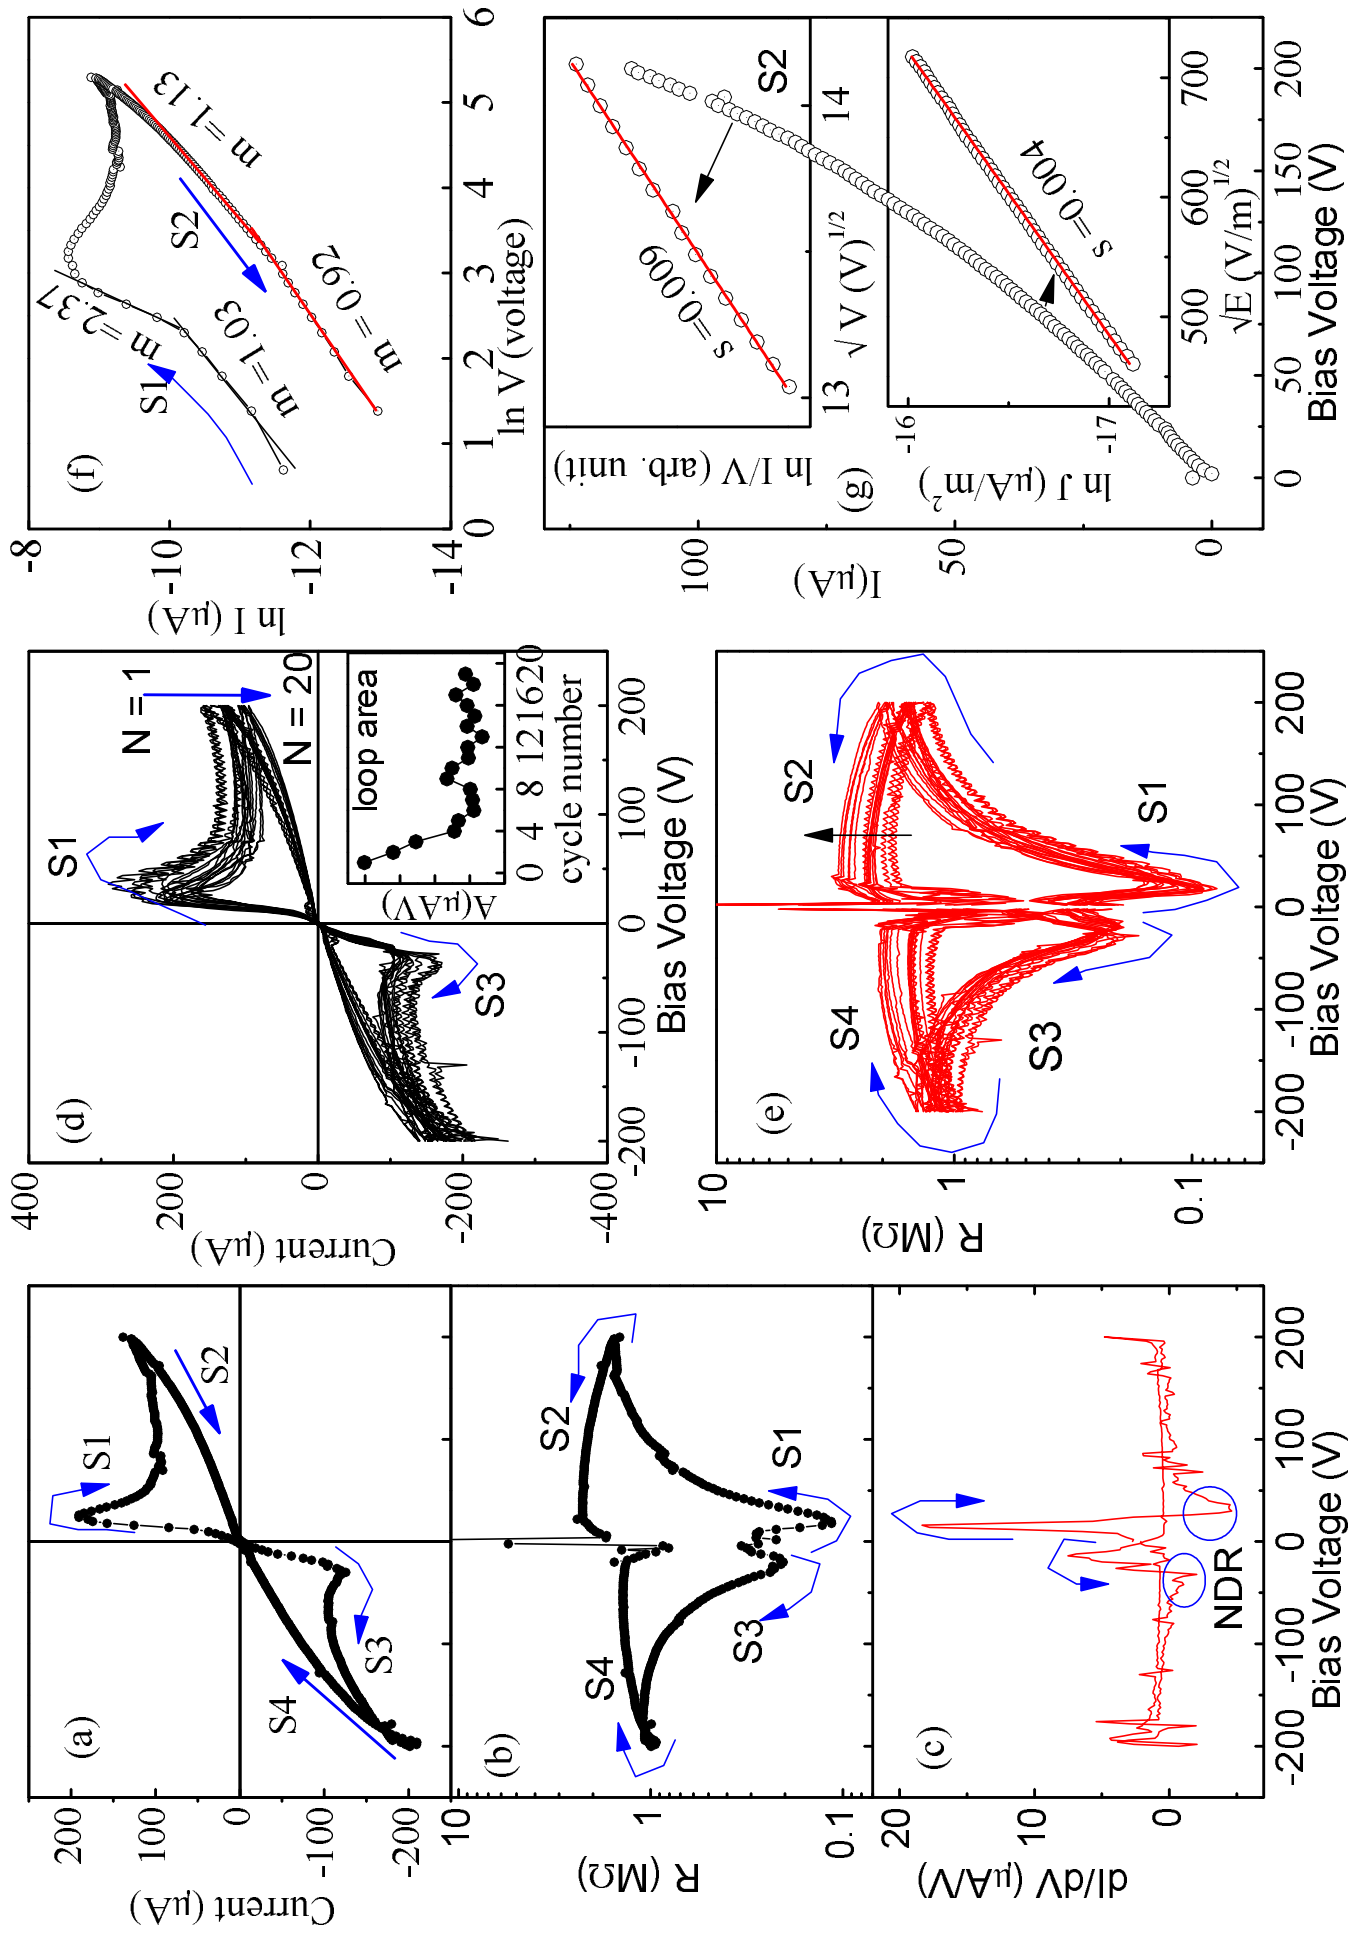 (a)
S1
S2
S3
S4
200
100
0
-100
-200
Current (μA)
(b)
S2
S1
S4
S3
10
1
0.1
R (MΩ)
(c)
NDR
20
0
dI/dV (μA/V)
-200 -100 0 100 200
Bias Voltage (V)
(d)
S1
N = 1
N = 20
S3
400
200
0
-200
-400
Current (μA)
-200 -100 0 100 200
Bias Voltage (V)
loop area
A(μAV)
0 4 8 12 16 20
cycle number
(e)
S2
S4
S1
S3
10
1
0.1
R (MΩ)
-200 -100 0 100 200
Bias Voltage (V)
(f)
S1
S2
m=2.37
m=1.03
m=1.13
m=0.92
-8
-10
-12
-14
ln I (μA)
0 1 2 3 4 5 6
ln V (voltage)
(g)
S2
100
50
0
I(μA)
0 50 100 150 200
Bias Voltage (V)
s=0.009
ln I/V (arb. unit)
13 14
√V (V)1/2
s=0.004
-16
-17
ln J (μA/m2)
500 600 700
√E (V/m)1/2